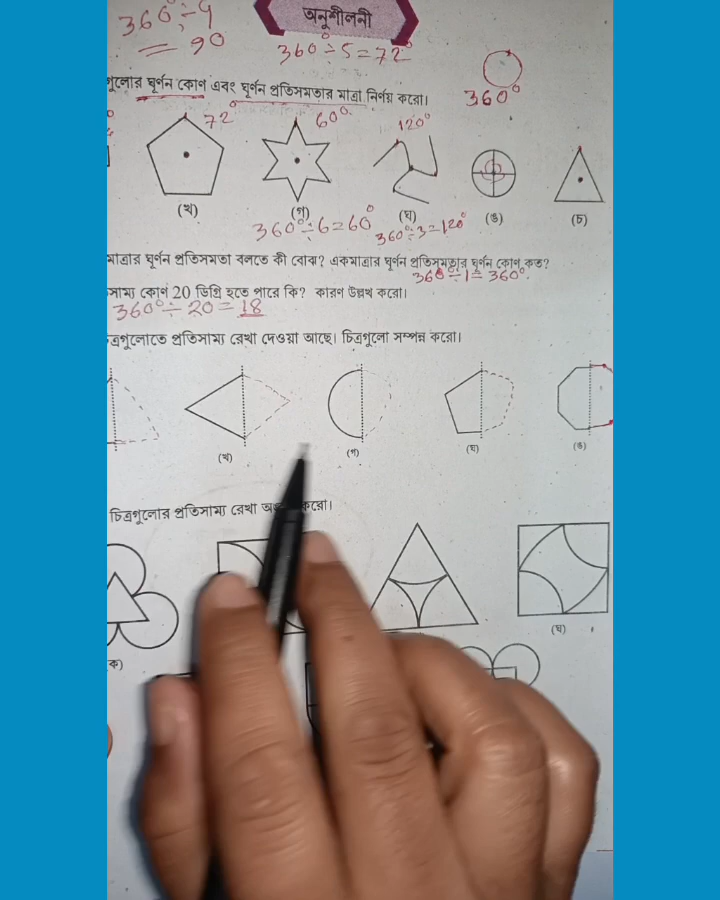 360° ÷ 4
= 90
অনুশীলনী
360° ÷ 5 = 72°
360°
ঘূর্ণন কোণ এবং ঘূর্ণন প্রতিসমতার মাত্রা নির্ণয় করো।
72° 60° 120°
(খ) (গ) (ঘ) (ঙ) (চ)
360° ÷ 6 = 60° 360° ÷ 3 = 120°
মাত্রার ঘূর্ণন প্রতিসমতা বলতে কী বোঝ? একমাত্রার ঘূর্ণন প্রতিসমতার ঘূর্ণন কোণ কত?
360° ÷ 1 = 360°
কোণ 20 ডিগ্রি হতে পারে কি? কারণ উল্লেখ করো।
360° ÷ 20 = 18
প্রতিসাম্য রেখা দেওয়া আছে। চিত্রগুলো সম্পন্ন করো।
(খ) (গ) (ঘ) (ঙ)
চিত্রগুলোর প্রতিসাম্য রেখা করো।
(ঘ)
ক)